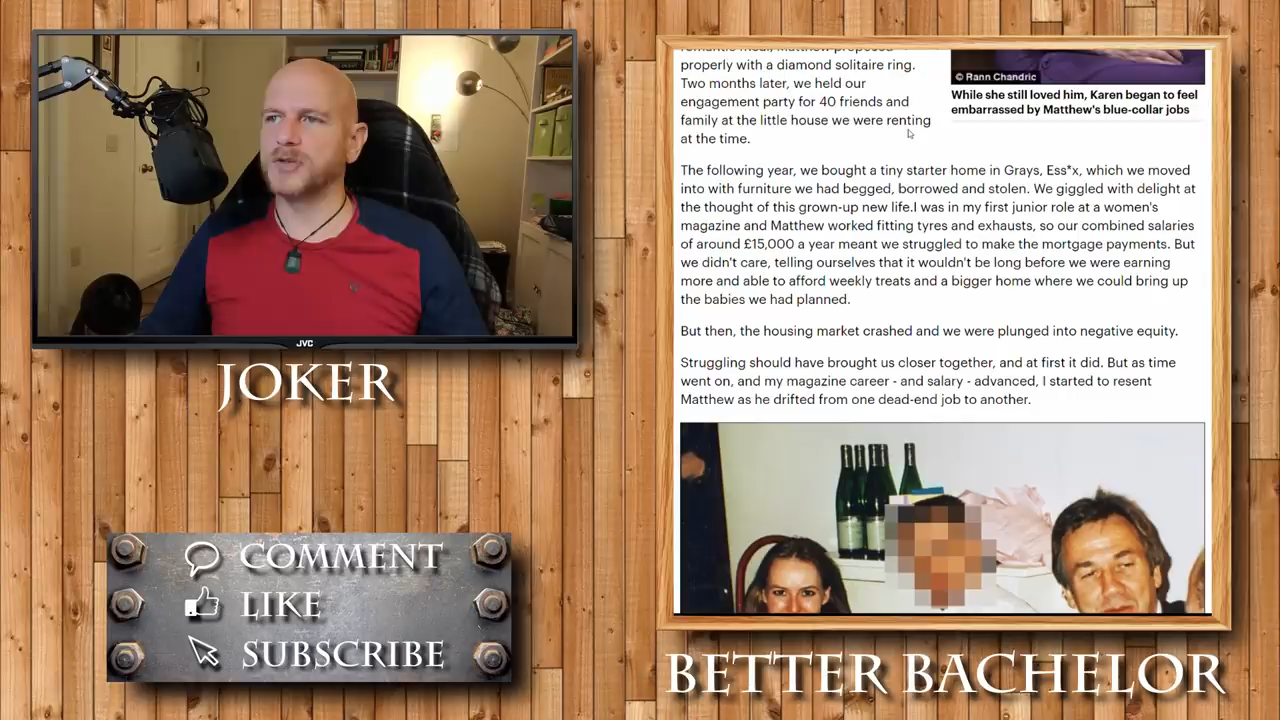 JVC
JOKER
COMMENT
LIKE
SUBSCRIBE
properly with a diamond solitaire ring.
Two months later, we held our
engagement party for 40 friends and
family at the little house we were renting
at the time.
© Rann Chandric
While she still loved him, Karen began to feel
embarrassed by Matthew's blue-collar jobs
The following year, we bought a tiny starter home in Grays, Ess*x, which we moved
into with furniture we had begged, borrowed and stolen. We giggled with delight at
the thought of this grown-up new life.I was in my first junior role at a women's
magazine and Matthew worked fitting tyres and exhausts, so our combined salaries
of around £15,000 a year meant we struggled to make the mortgage payments. But
we didn't care, telling ourselves that it wouldn't be long before we were earning
more and able to afford weekly treats and a bigger home where we could bring up
the babies we had planned.
But then, the housing market crashed and we were plunged into negative equity.
Struggling should have brought us closer together, and at first it did. But as time
went on, and my magazine career - and salary - advanced, I started to resent
Matthew as he drifted from one dead-end job to another.
BETTER BACHELOR